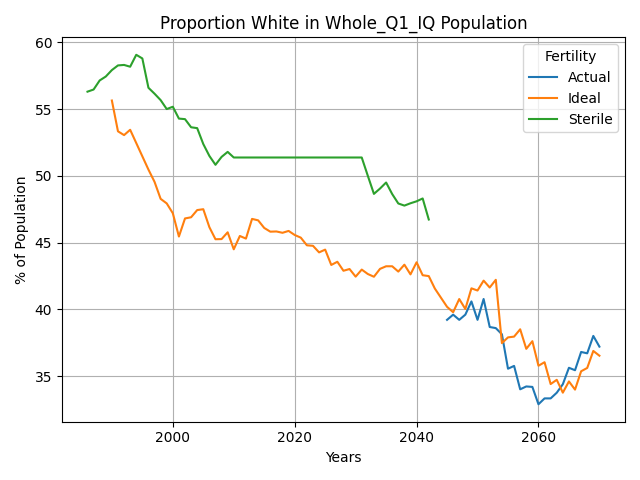 Proportion White in Whole_Q1_IQ Population
60
55
50
45
40
35
% of Population
Fertility
Actual
Ideal
Sterile
2000
2020
2040
2060
Years